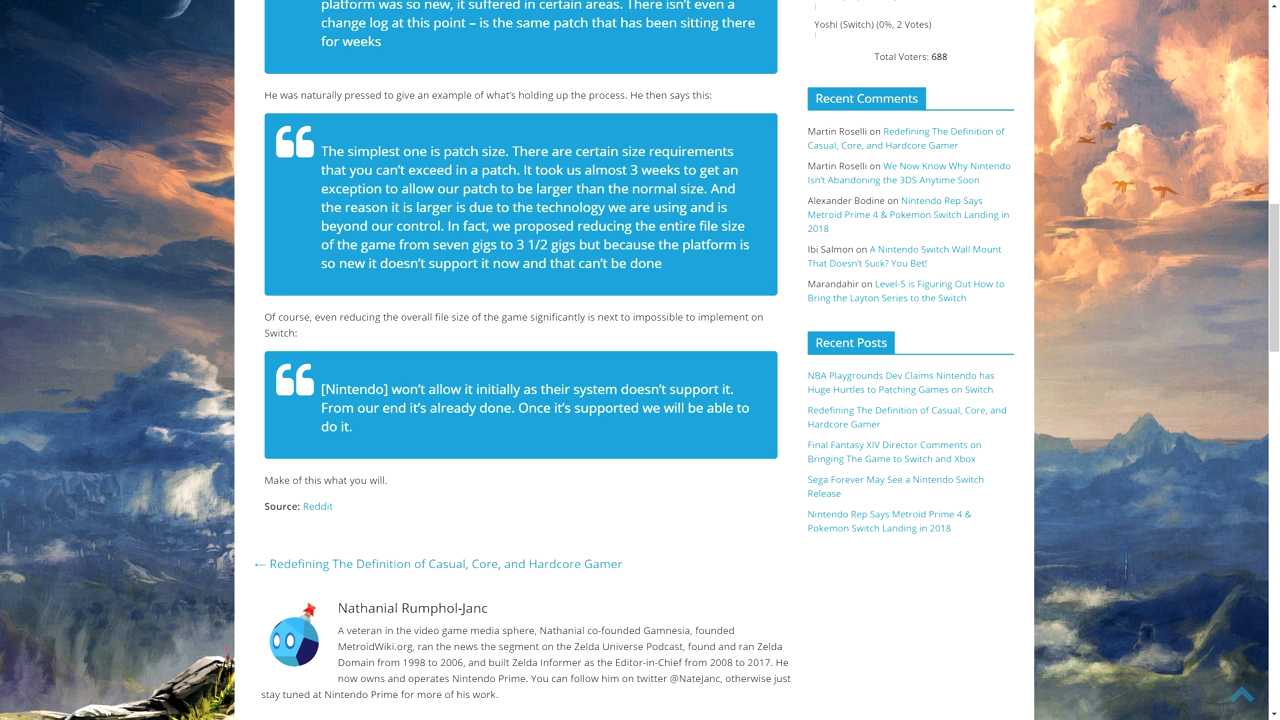 platform was so new, it suffered in certain areas. There isn't even a
change log at this point – is the same patch that has been sitting there
for weeks
He was naturally pressed to give an example of what's holding up the process. He then says this:
The simplest one is patch size. There are certain size requirements
that you can't exceed in a patch. It took us almost 3 weeks to get an
exception to allow our patch to be larger than the normal size. And
the reason it is larger is due to the technology we are using and is
beyond our control. In fact, we proposed reducing the entire file size
of the game from seven gigs to 3 1/2 gigs but because the platform is
so new it doesn't support it now and that can't be done
Of course, even reducing the overall file size of the game significantly is next to impossible to implement on
Switch:
[Nintendo] won't allow it initially as their system doesn't support it.
From our end it's already done. Once it's supported we will be able to
do it.
Make of this what you will.
Source: Reddit
← Redefining The Definition of Casual, Core, and Hardcore Gamer
Nathanial Rumphol-Janc
A veteran in the video game media sphere, Nathanial co-founded Gamnesia, founded
MetroidWiki.org, ran the news the segment on the Zelda Universe Podcast, found and ran Zelda
Domain from 1998 to 2006, and built Zelda Informer as the Editor-in-Chief from 2008 to 2017. He
now owns and operates Nintendo Prime. You can follow him on twitter @NateJanc, otherwise just
stay tuned at Nintendo Prime for more of his work.
Yoshi (Switch) (0%, 2 Votes)
Total Voters: 688
Recent Comments
Martin Roselli on Redefining The Definition of
Casual, Core, and Hardcore Gamer
Martin Roselli on We Now Know Why Nintendo
Isn't Abandoning the 3DS Anytime Soon
Alexander Bodine on Nintendo Rep Says
Metroid Prime 4 & Pokemon Switch Landing in
2018
Ibi Salmon on A Nintendo Switch Wall Mount
That Doesn't Suck? You Bet!
Marandahir on Level-5 is Figuring Out How to
Bring the Layton Series to the Switch
Recent Posts
NBA Playgrounds Dev Claims Nintendo has
Huge Hurtles to Patching Games on Switch
Redefining The Definition of Casual, Core, and
Hardcore Gamer
Final Fantasy XIV Director Comments on
Bringing The Game to Switch and Xbox
Sega Forever May See a Nintendo Switch
Release
Nintendo Rep Says Metroid Prime 4 &
Pokemon Switch Landing in 2018